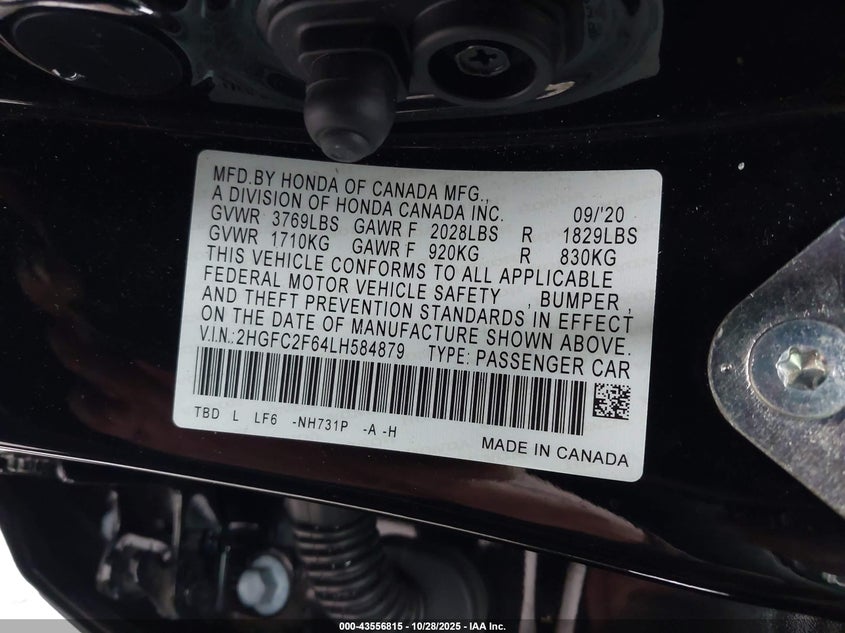 MFD.BY HONDA OF CANADA MFG.,
A DIVISION OF HONDA CANADA INC. 09/'20
GVWR 3769LBS GAWR F 2028LBS R 1829LBS
GVWR 1710KG GAWR F 920KG R 830KG
THIS VEHICLE CONFORMS TO ALL APPLICABLE
FEDERAL MOTOR VEHICLE SAFETY , BUMPER ,
AND THEFT PREVENTION STANDARDS IN EFFECT
ON THE DATE OF MANUFACTURE SHOWN ABOVE.
V.I.N.:2HGFC2F64LH584879 TYPE: PASSENGER CAR
TBD L LF6 -NH731P -A -H
MADE IN CANADA
000-43556815 - 10/28/2025 - IAA Inc.